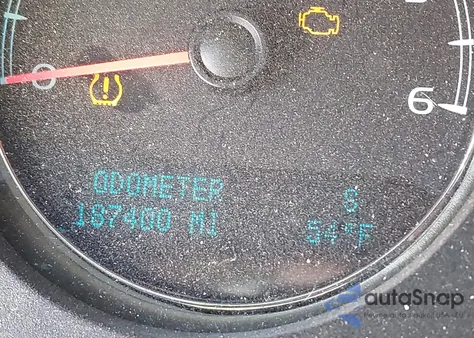 0
6
ODOMETER S
187400 MI 54°F
autoSnap